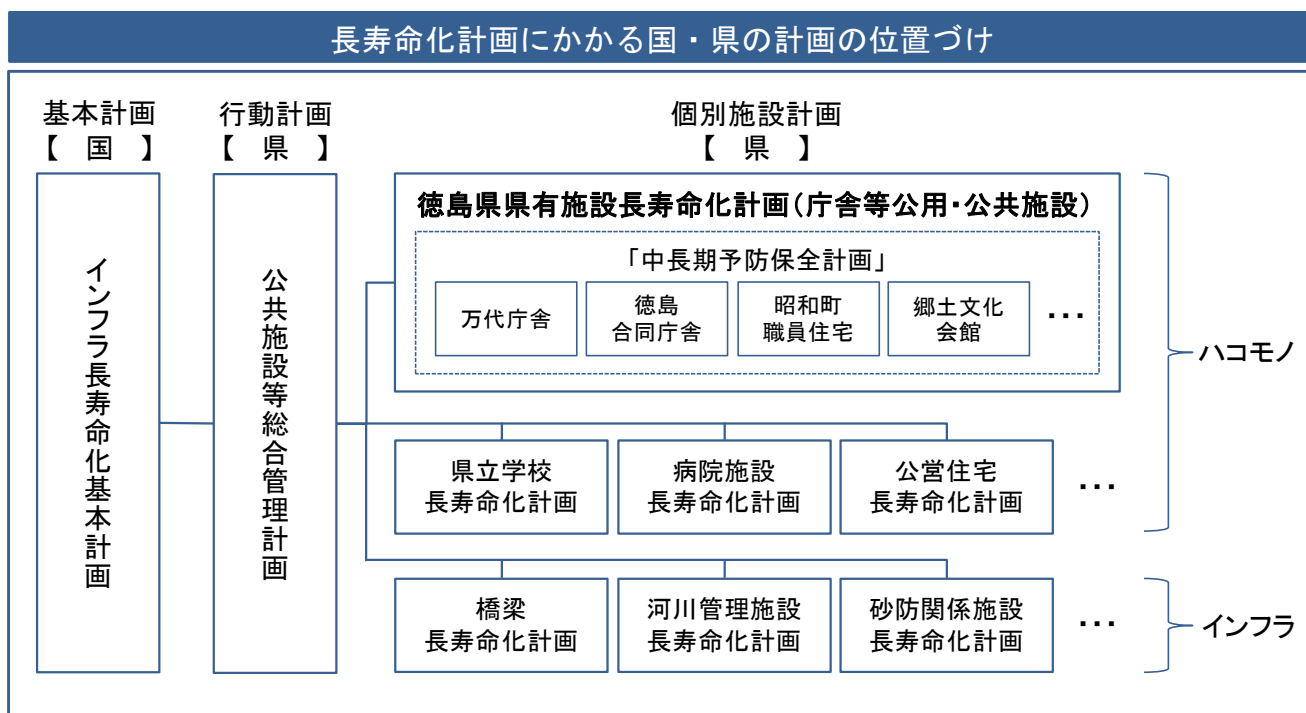 長寿命化計画にかかる国・県の計画の位置づけ
基本計画
【　国　】
行動計画
【　県　】
個別施設計画
【　県　】
インフラ長寿命化基本計画
公共施設等総合管理計画
徳島県県有施設長寿命化計画（庁舎等公用・公共施設）
「中長期予防保全計画」
万代庁舎
徳島
合同庁舎
昭和町
職員住宅
郷土文化
会館
・・・
ハコモノ
県立学校
長寿命化計画
病院施設
長寿命化計画
公営住宅
長寿命化計画
・・・
橋梁
長寿命化計画
河川管理施設
長寿命化計画
砂防関係施設
長寿命化計画
・・・
インフラ